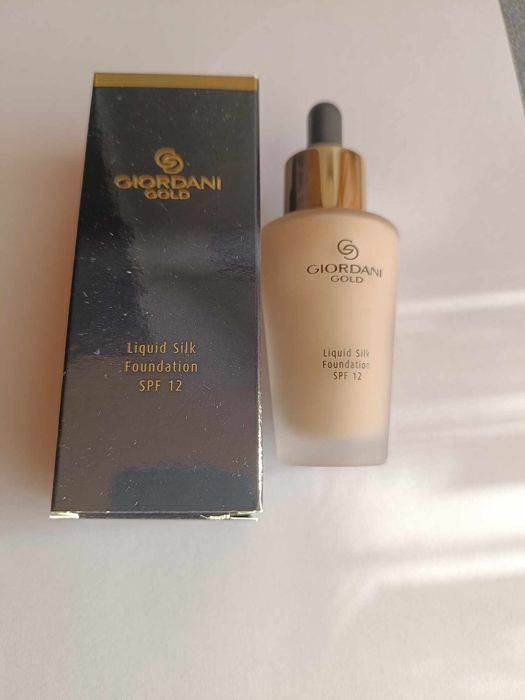 GIORDANI
GOLD
Liquid Silk
Foundation
SPF 12
GIORDANI
GOLD
Liquid Silk
Foundation
SPF 12